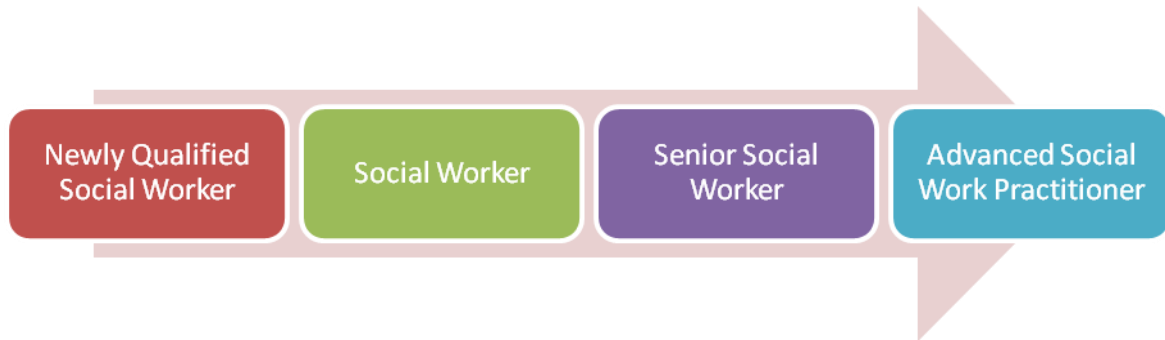 Newly Qualified
Social Worker
Social Worker
Senior Social
Worker
Advanced Social
Work Practitioner